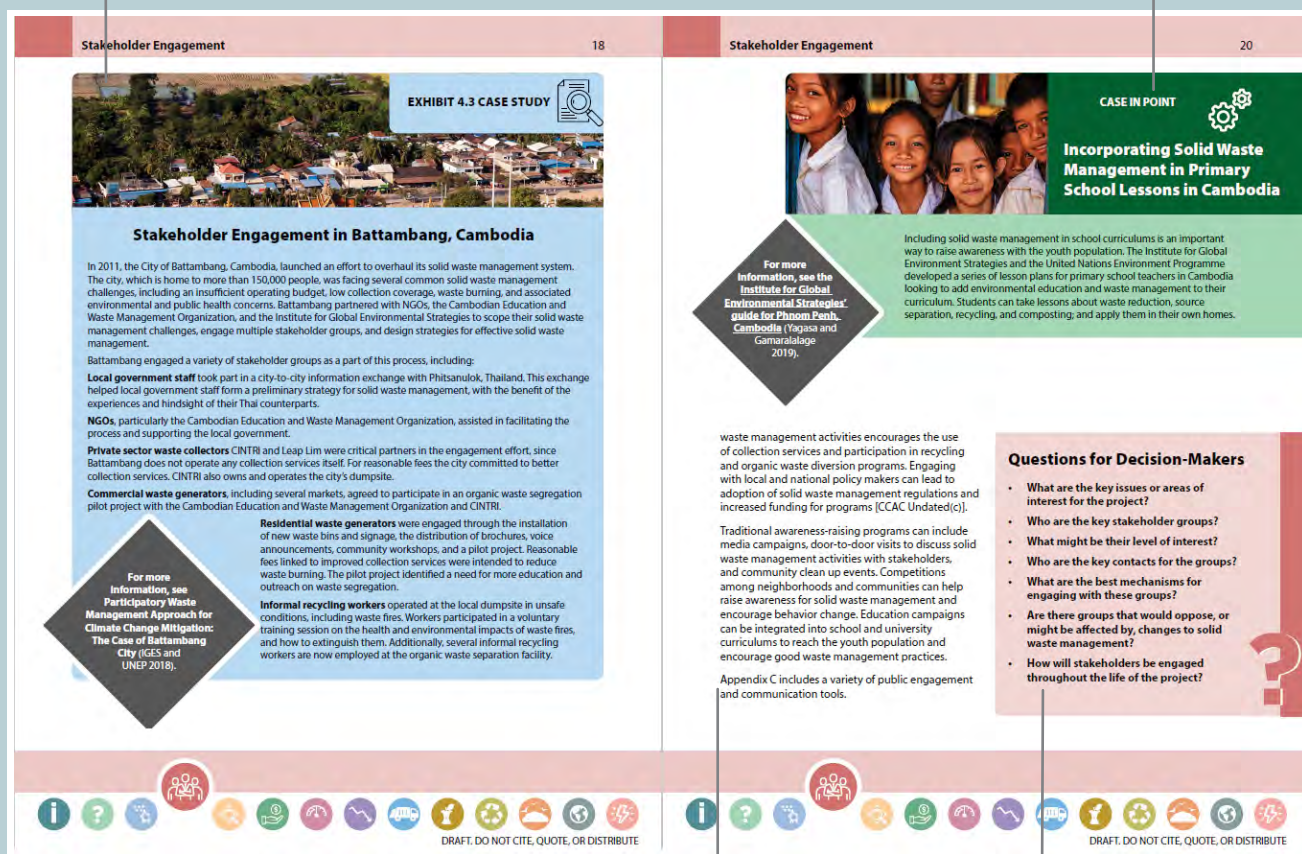 Stakeholder Engagement
18
EXHIBIT 4.3 CASE STUDY
Stakeholder Engagement in Battambang, Cambodia
In 2011, the City of Battambang, Cambodia, launched an effort to overhaul its solid waste management system.
The city, which is home to more than 150,000 people, was facing several common solid waste management
challenges, including an insufficient operating budget, low collection coverage, waste burning, and associated
environmental and public health concerns. Battambang partnered with NGOs, the Cambodian Education and
Waste Management Organization, and the Institute for Global Environmental Strategies to scope their solid waste
management challenges, engage multiple stakeholder groups, and design strategies for effective solid waste
management.
Battambang engaged a variety of stakeholder groups as a part of this process, including:
Local government staff took part in a city-to-city information exchange with Phitsanulok, Thailand. This exchange
helped local government staff form a preliminary strategy for solid waste management, with the benefit of the
experiences and hindsight of their Thai counterparts.
NGOs, particularly the Cambodian Education and Waste Management Organization, assisted in facilitating the
process and supporting the local government.
Private sector waste collectors CINTRI and Leap Lim were critical partners in the engagement effort, since
Battambang does not operate any collection services itself. For reasonable fees the city committed to better
collection services. CINTRI also owns and operates the city's dumpsite.
Commercial waste generators, including several markets, agreed to participate in an organic waste segregation
pilot project with the Cambodian Education and Waste Management Organization and CINTRI.
Residential waste generators were engaged through the installation
of new waste bins and signage, the distribution of brochures, voice
announcements, community workshops, and a pilot project. Reasonable
fees linked to improved collection services were intended to reduce
waste burning. The pilot project identified a need for more education and
outreach on waste segregation.
Informal recycling workers operated at the local dumpsite in unsafe
conditions, including waste fires. Workers participated in a voluntary
training session on the health and environmental impacts of waste fires,
and how to extinguish them. Additionally, several informal recycling
workers are now employed at the organic waste separation facility.
For more
Information, see
Participatory Waste
Management Approach for
Climate Change Mitigation:
The Case of Battambang
City (IGES and
UNEP 2018).
DRAFT. DO NOT CITE, QUOTE, OR DISTRIBUTE
Stakeholder Engagement
20
CASE IN POINT
Incorporating Solid Waste
Management in Primary
School Lessons in Cambodia
Including solid waste management in school curriculums is an important
way to raise awareness with the youth population. The Institute for Global
Environment Strategies and the United Nations Environment Programme
developed a series of lesson plans for primary school teachers in Cambodia
looking to add environmental education and waste management to their
curriculum. Students can take lessons about waste reduction, source
separation, recycling, and composting; and apply them in their own homes.
For more
Information, see the
Institute for Global
Environmental Strategies'
guide for Phnom Penh,
Cambodia (Yagasa and
Gamaralalage
2019).
waste management activities encourages the use
of collection services and participation in recycling
and organic waste diversion programs. Engaging
with local and national policy makers can lead to
adoption of solid waste management regulations and
increased funding for programs [CCAC Undated(c)].
Traditional awareness-raising programs can include
media campaigns, door-to-door visits to discuss solid
waste management activities with stakeholders,
and community clean up events. Competitions
among neighborhoods and communities can help
raise awareness for solid waste management and
encourage behavior change. Education campaigns
can be integrated into school and university
curriculums to reach the youth population and
encourage good waste management practices.
Appendix C includes a variety of public engagement
and communication tools.
Questions for Decision-Makers
• What are the key issues or areas of
interest for the project?
• Who are the key stakeholder groups?
• What might be their level of interest?
• Who are the key contacts for the groups?
• What are the best mechanisms for
engaging with these groups?
• Are there groups that would oppose, or
might be affected by, changes to solid
waste management?
• How will stakeholders be engaged
throughout the life of the project?
?
DRAFT. DO NOT CITE, QUOTE, OR DISTRIBUTE